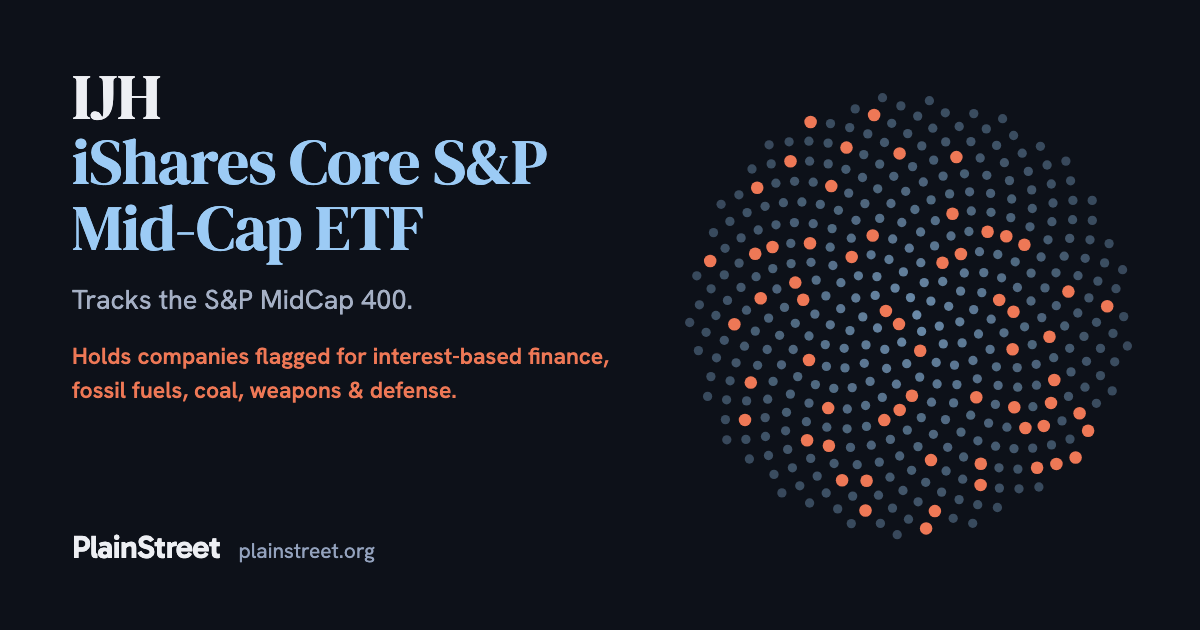 IJH
iShares Core S&P
Mid-Cap ETF
Tracks the S&P MidCap 400.
Holds companies flagged for interest-based finance,
fossil fuels, coal, weapons & defense.
PlainStreet plainstreet.org